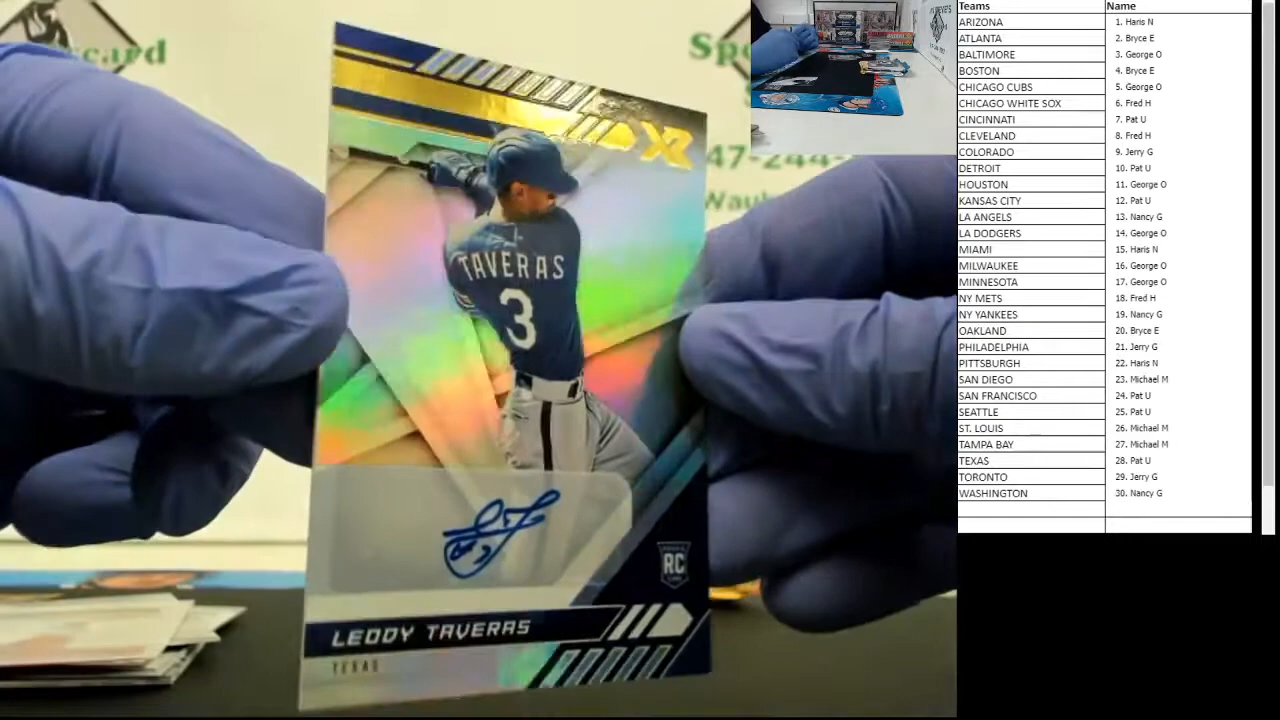 XR
TAVERAS
3
RC
LEODY TAVERAS
TEXAS
Teams Name
ARIZONA 1. Haris N
ATLANTA 2. Bryce E
BALTIMORE 3. George O
BOSTON 4. Bryce E
CHICAGO CUBS 5. George O
CHICAGO WHITE SOX 6. Fred H
CINCINNATI 7. Pat U
CLEVELAND 8. Fred H
COLORADO 9. Jerry G
DETROIT 10. Pat U
HOUSTON 11. George O
KANSAS CITY 12. Pat U
LA ANGELS 13. Nancy G
LA DODGERS 14. George O
MIAMI 15. Haris N
MILWAUKEE 16. George O
MINNESOTA 17. George O
NY METS 18. Fred H
NY YANKEES 19. Nancy G
OAKLAND 20. Bryce E
PHILADELPHIA 21. Jerry G
PITTSBURGH 22. Haris N
SAN DIEGO 23. Michael M
SAN FRANCISCO 24. Pat U
SEATTLE 25. Pat U
ST. LOUIS 26. Michael M
TAMPA BAY 27. Michael M
TEXAS 28. Pat U
TORONTO 29. Jerry G
WASHINGTON 30. Nancy G